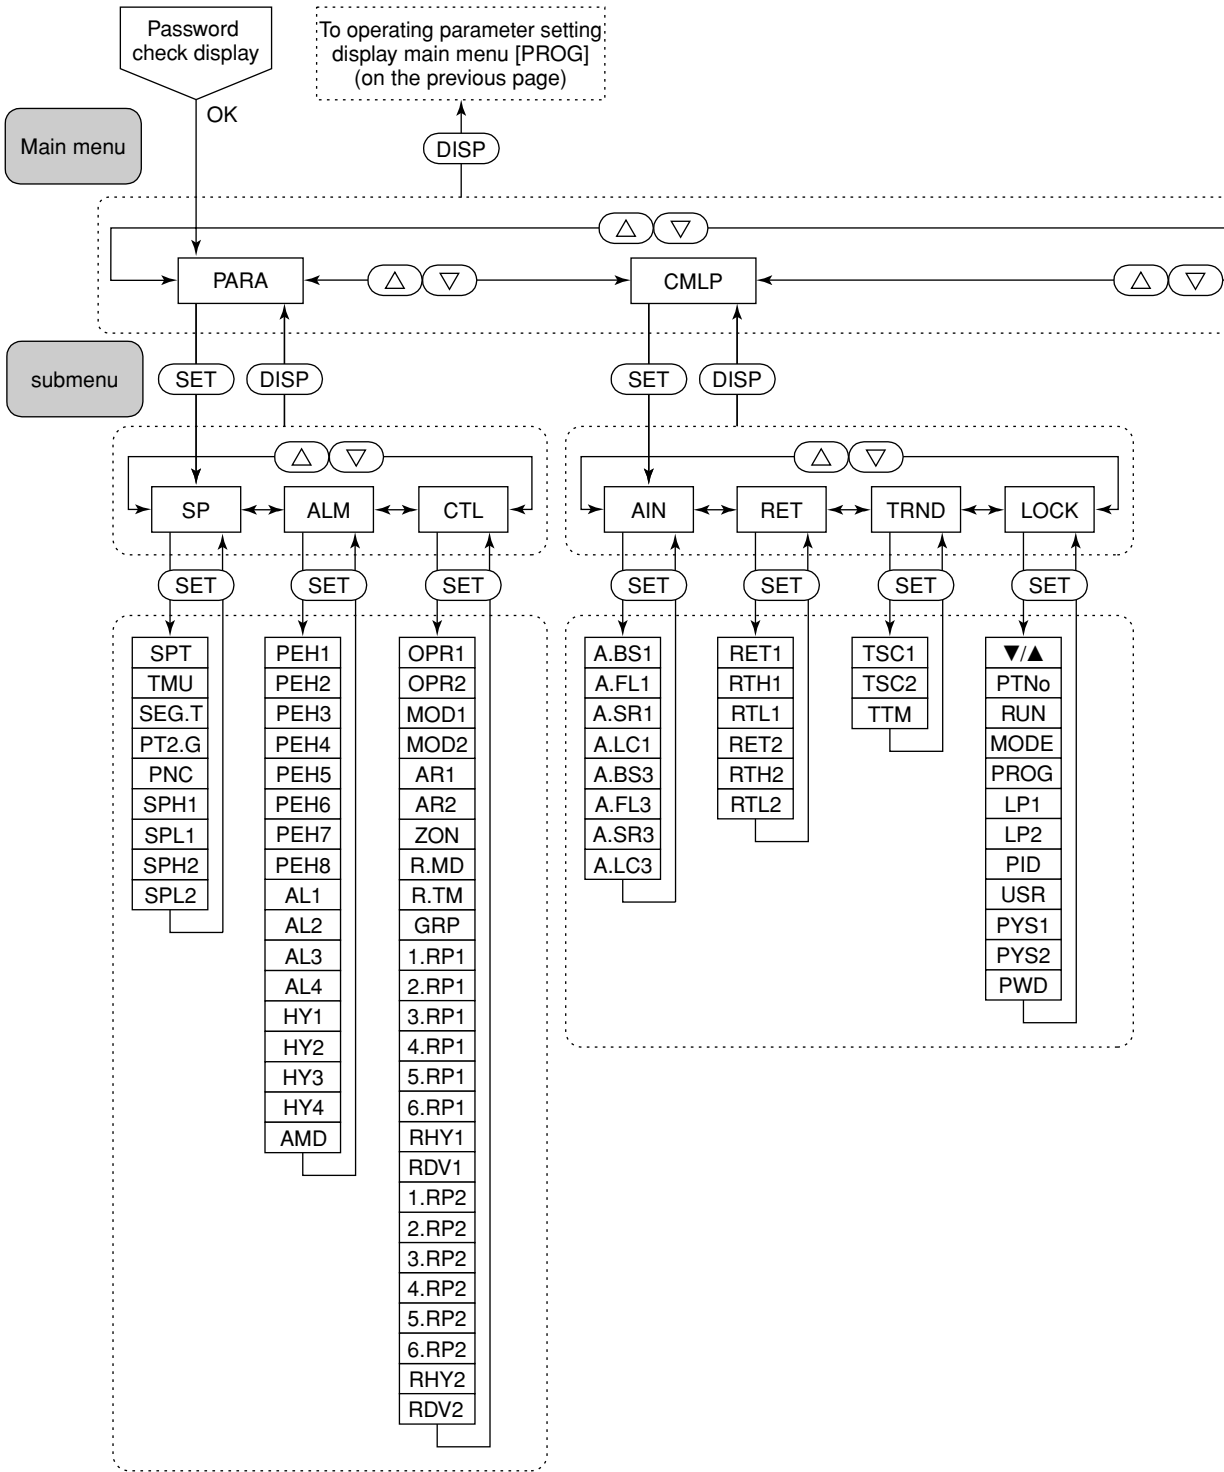 Password
check display
To operating parameter setting
display main menu [PROG]
(on the previous page)
OK
Main menu
DISP
△ ▽
PARA
△ ▽
CMLP
△ ▽
submenu
SET
DISP
SET
DISP
△ ▽
△ ▽
SP
ALM
CTL
AIN
RET
TRND
LOCK
SET
SET
SET
SET
SET
SET
SET
SPT
TMU
SEG.T
PT2.G
PNC
SPH1
SPL1
SPH2
SPL2
PEH1
PEH2
PEH3
PEH4
PEH5
PEH6
PEH7
PEH8
AL1
AL2
AL3
AL4
HY1
HY2
HY3
HY4
AMD
OPR1
OPR2
MOD1
MOD2
AR1
AR2
ZON
R.MD
R.TM
GRP
1.RP1
2.RP1
3.RP1
4.RP1
5.RP1
6.RP1
RHY1
RDV1
1.RP2
2.RP2
3.RP2
4.RP2
5.RP2
6.RP2
RHY2
RDV2
A.BS1
A.FL1
A.SR1
A.LC1
A.BS3
A.FL3
A.SR3
A.LC3
RET1
RTH1
RTL1
RET2
RTH2
RTL2
TSC1
TSC2
TTM
▼/▲
PTNo
RUN
MODE
PROG
LP1
LP2
PID
USR
PYS1
PYS2
PWD